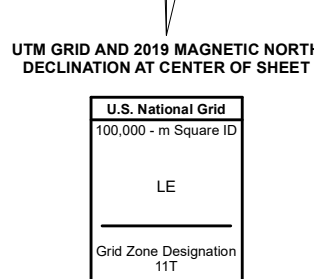 UTM GRID AND 2019 MAGNETIC NORTH
DECLINATION AT CENTER OF SHEET
U.S. National Grid
100,000 - m Square ID
LE
Grid Zone Designation
11T